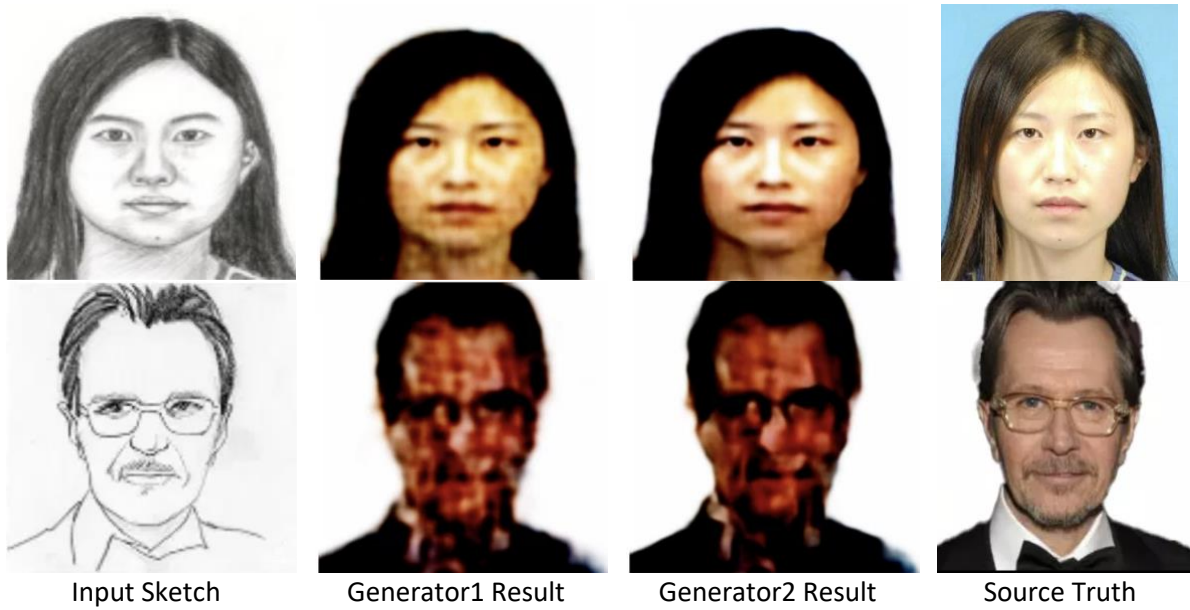 Input Sketch
Generator1 Result
Generator2 Result
Source Truth